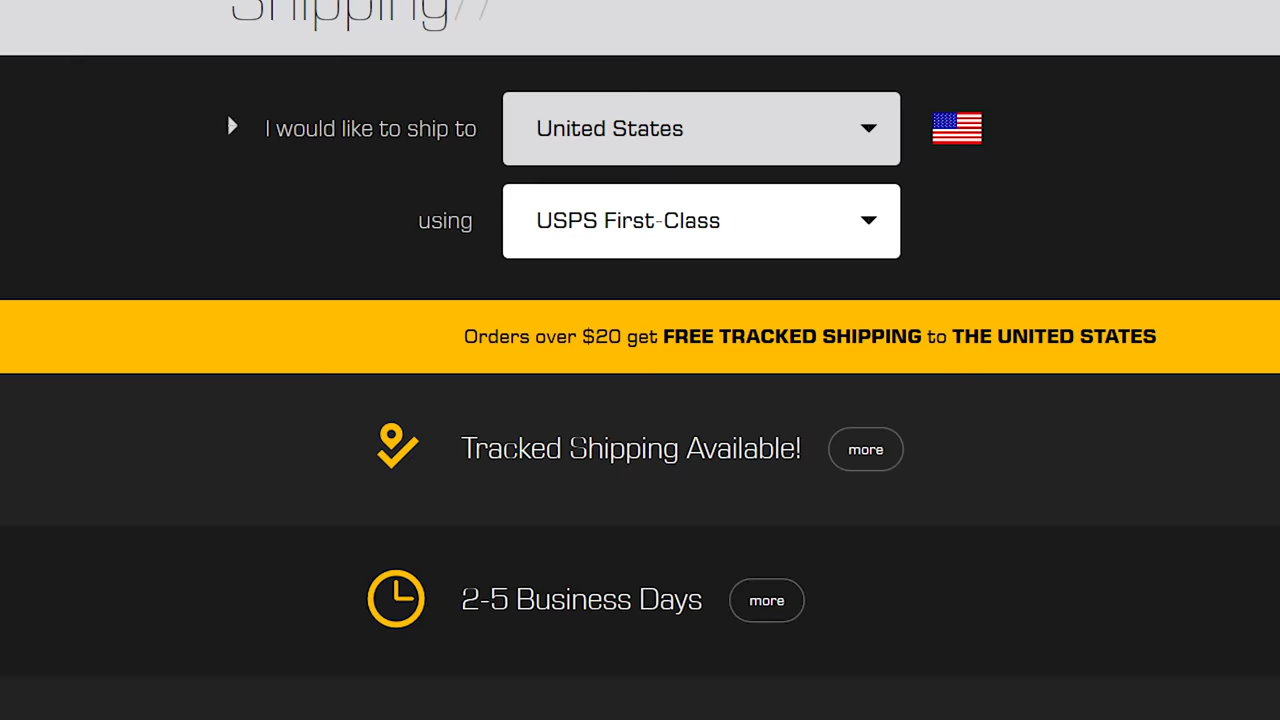 Shipping//
I would like to ship to
United States
using
USPS First-Class
Orders over $20 get FREE TRACKED SHIPPING to THE UNITED STATES
Tracked Shipping Available!
more
2-5 Business Days
more